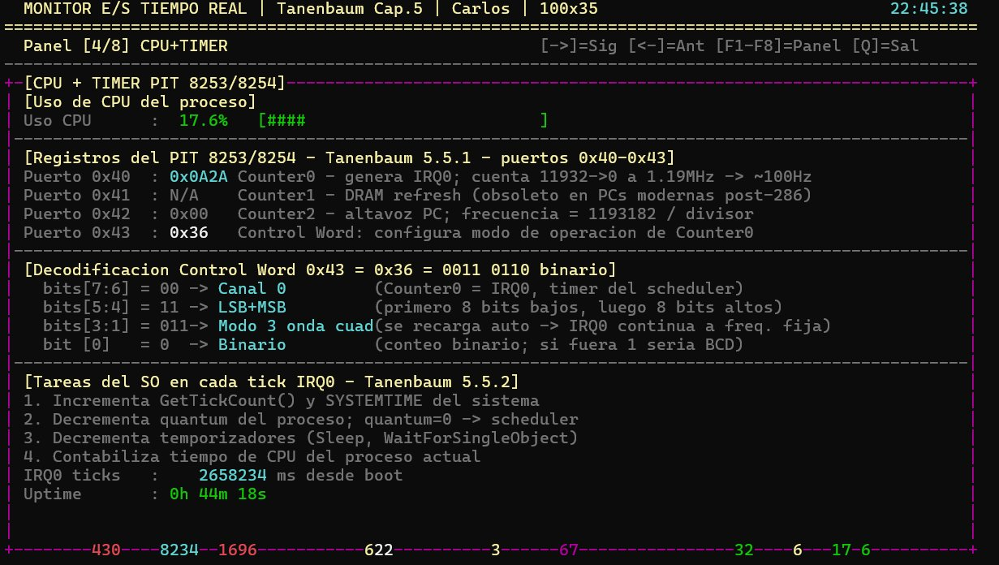 MONITOR E/S TIEMPO REAL | Tanenbaum Cap.5 | Carlos | 100x35 22:45:38
Panel [4/8] CPU+TIMER [->]=Sig [<-]=Ant [F1-F8]=Panel [Q]=Sal
[CPU + TIMER PIT 8253/8254]
[Uso de CPU del proceso]
Uso CPU : 17.6% [#### ]
[Registros del PIT 8253/8254 - Tanenbaum 5.5.1 - puertos 0x40-0x43]
Puerto 0x40 : 0x0A2A Counter0 - genera IRQ0; cuenta 11932->0 a 1.19MHz -> ~100Hz
Puerto 0x41 : N/A Counter1 - DRAM refresh (obsoleto en PCs modernas post-286)
Puerto 0x42 : 0x00 Counter2 - altavoz PC; frecuencia = 1193182 / divisor
Puerto 0x43 : 0x36 Control Word: configura modo de operacion de Counter0
[Decodificacion Control Word 0x43 = 0x36 = 0011 0110 binario]
bits[7:6] = 00 -> Canal 0 (Counter0 = IRQ0, timer del scheduler)
bits[5:4] = 11 -> LSB+MSB (primero 8 bits bajos, luego 8 bits altos)
bits[3:1] = 011-> Modo 3 onda cuad(se recarga auto -> IRQ0 continua a freq. fija)
bit [0] = 0 -> Binario (conteo binario; si fuera 1 seria BCD)
[Tareas del SO en cada tick IRQ0 - Tanenbaum 5.5.2]
1. Incrementa GetTickCount() y SYSTEMTIME del sistema
2. Decrementa quantum del proceso; quantum=0 -> scheduler
3. Decrementa temporizadores (Sleep, WaitForSingleObject)
4. Contabiliza tiempo de CPU del proceso actual
IRQ0 ticks : 2658234 ms desde boot
Uptime : 0h 44m 18s
+--------430----8234--1696-----------622----------3------67----------------32----6---17-6----------+